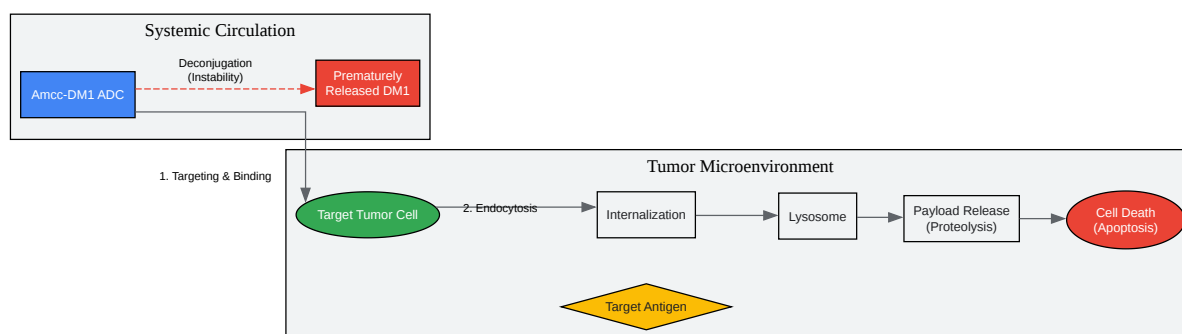 Systemic Circulation
Deconjugation
(Instability)
Amcc-DM1 ADC
Prematurely
Released DM1
1. Targeting & Binding
Tumor Microenvironment
Target Tumor Cell
2. Endocytosis
Internalization
Lysosome
Payload Release
(Proteolysis)
Cell Death
(Apoptosis)
Target Antigen